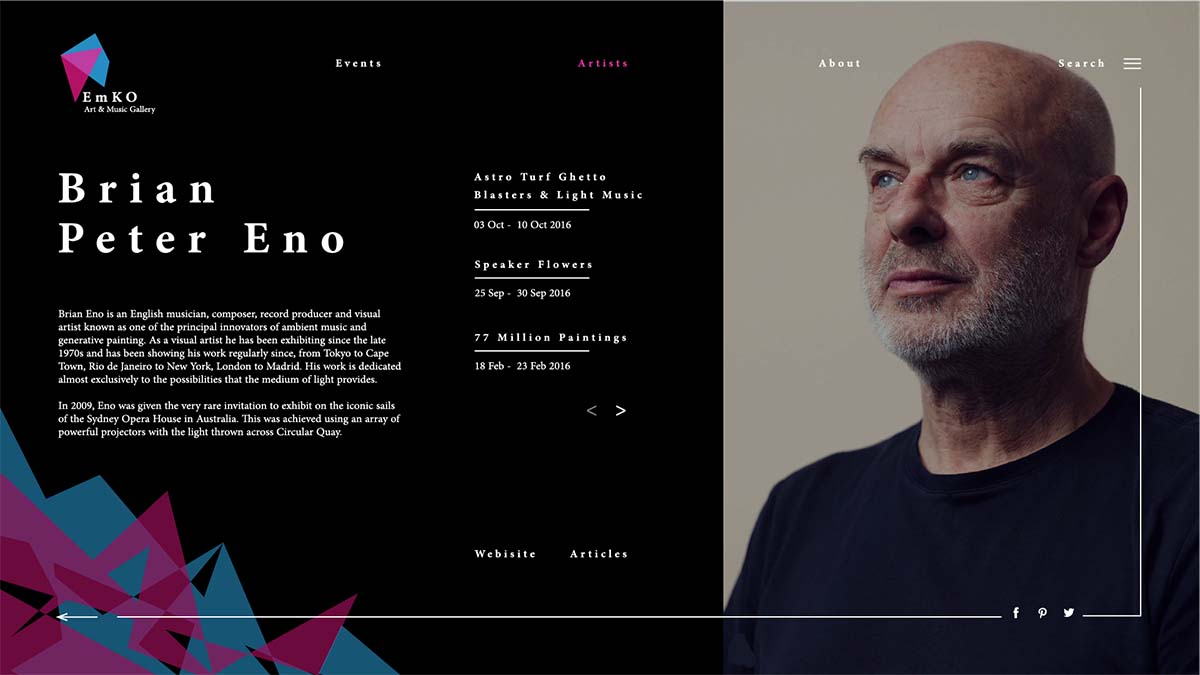 Events
Artists
About
Search
EmKO
Art & Music Gallery
Brian
Peter Eno
Brian Eno is an English musician, composer, record producer and visual
artist known as one of the principal innovators of ambient music and
generative painting. As a visual artist he has been exhibiting since the late
1970s and has been showing his work regularly since, from Tokyo to Cape
Town, Rio de Janeiro to New York, London to Madrid. His work is dedicated
almost exclusively to the possibilities that the medium of light provides.
In 2009, Eno was given the very rare invitation to exhibit on the iconic sails
of the Sydney Opera House in Australia. This was achieved using an array of
powerful projectors with the light thrown across Circular Quay.
Astro Turf Ghetto
Blasters & Light Music
03 Oct - 10 Oct 2016
Speaker Flowers
25 Sep - 30 Sep 2016
77 Million Paintings
18 Feb - 23 Feb 2016
< >
Webisite
Articles